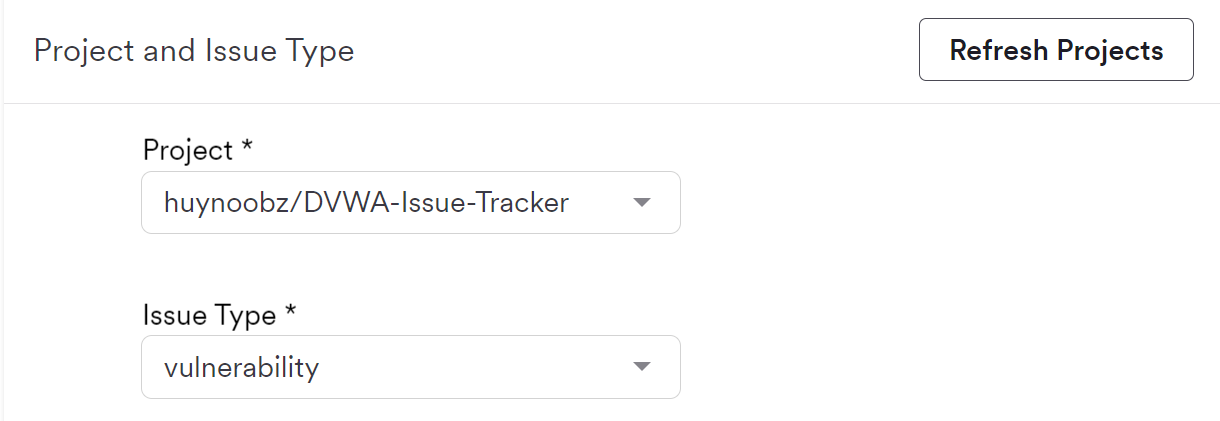 Project and Issue Type
Refresh Projects
Project *
huynoobz/DVWA-Issue-Tracker
Issue Type *
vulnerability